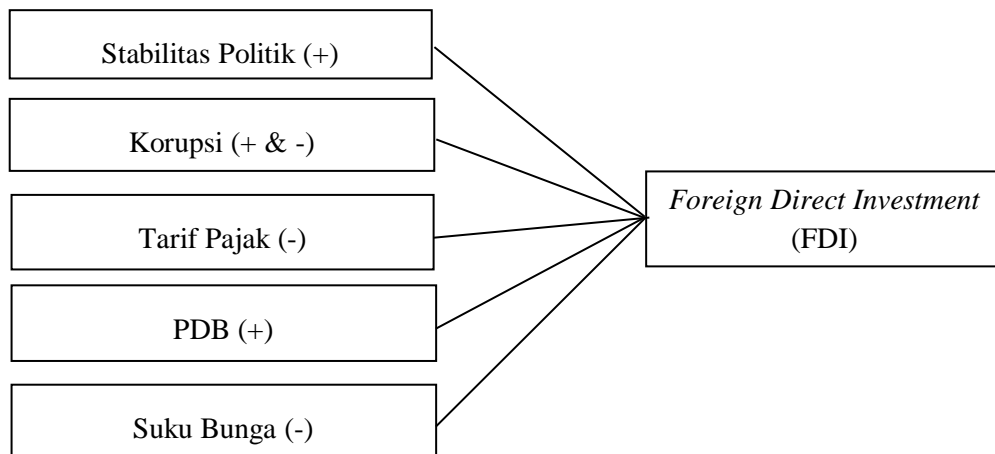 Stabilitas Politik (+)
Korupsi (+ & -)
Tarif Pajak (-)
PDB (+)
Suku Bunga (-)
Foreign Direct Investment
(FDI)